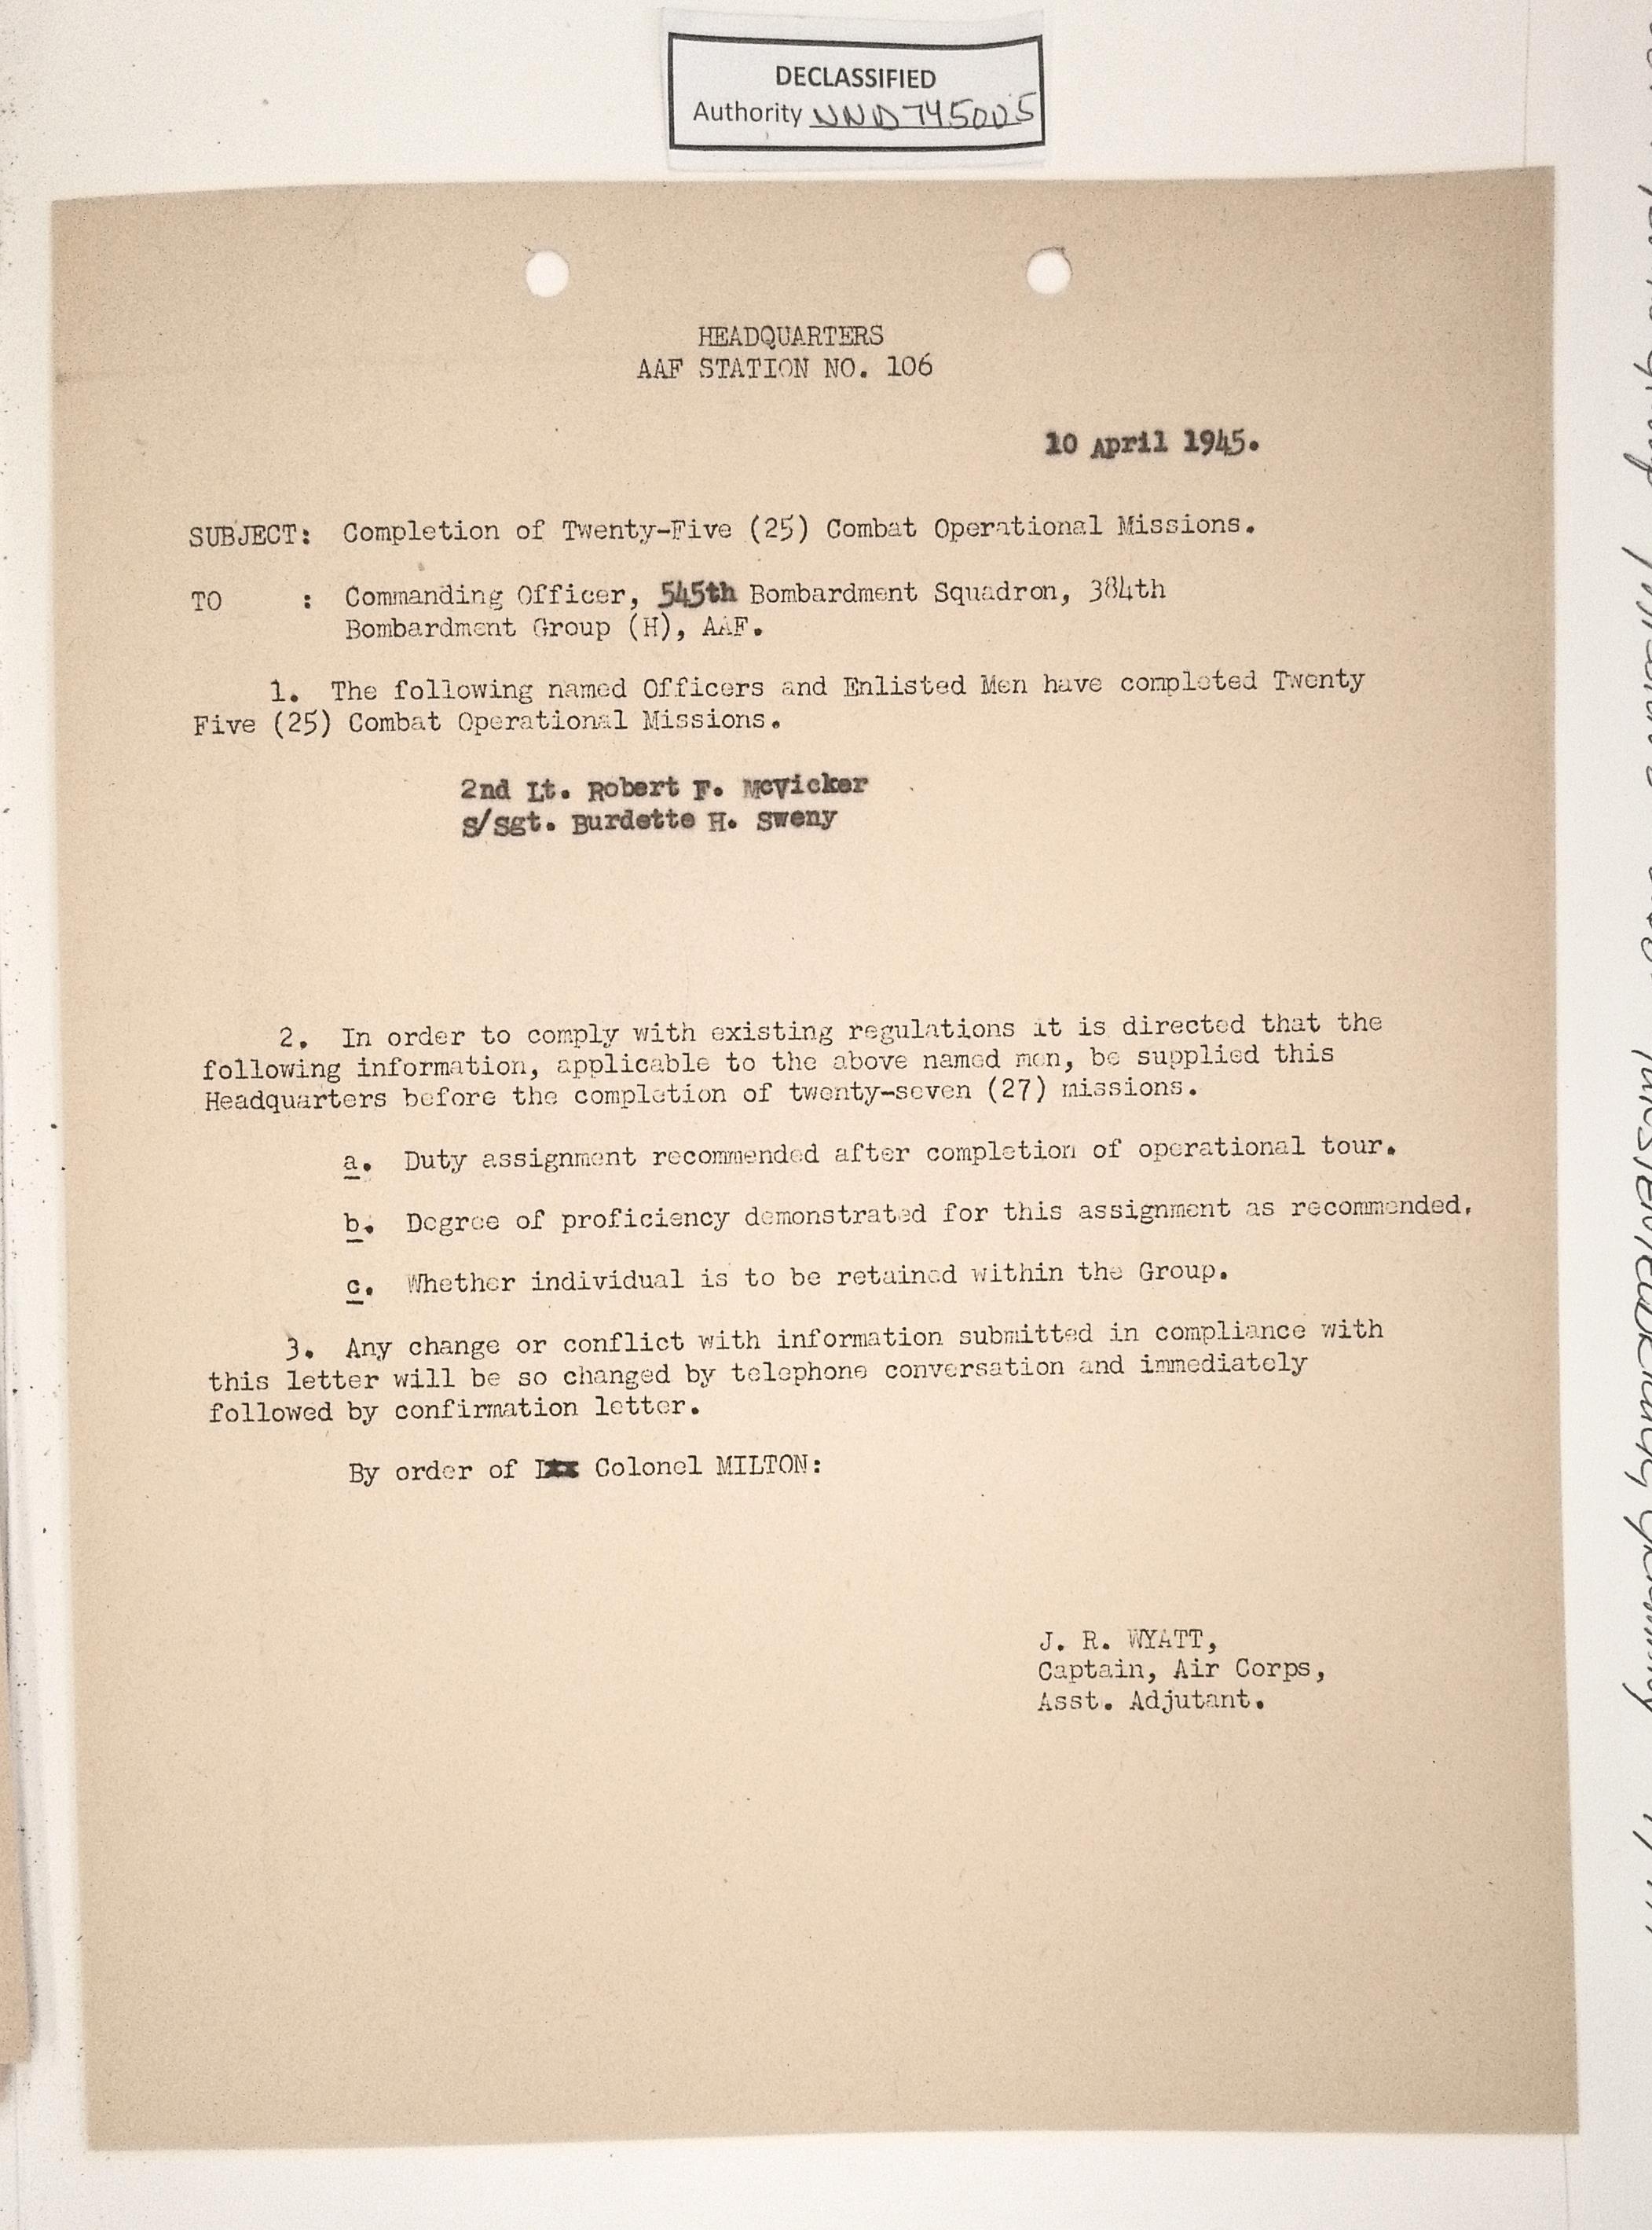 DECLASSIFIED
Authority NND 745005
HEADQUARTERS
AAF STATION NO. 106
10 April 1945.
SUBJECT: Completion of Twenty-Five (25) Combat Operational Missions.
TO : Commanding Officer, 545th Bombardment Squadron, 384th
Bombardment Group (H), AAF.
1. The following named Officers and Enlisted Men have completed Twenty
Five (25) Combat Operational Missions.
2nd Lt. Robert F. McVicker
S/Sgt. Burdette H. Sweny
2. In order to comply with existing regulations it is directed that the
following information, applicable to the above named men, be supplied this
Headquarters before the completion of twenty-seven (27) missions.
a. Duty assignment recommended after completion of operational tour.
b. Degree of proficiency demonstrated for this assignment as recommended.
c. Whether individual is to be retained within the Group.
3. Any change or conflict with information submitted in compliance with
this letter will be so changed by telephone conversation and immediately
followed by confirmation letter.
By order of Colonel MILTON:
J. R. WYATT,
Captain, Air Corps,
Asst. Adjutant.